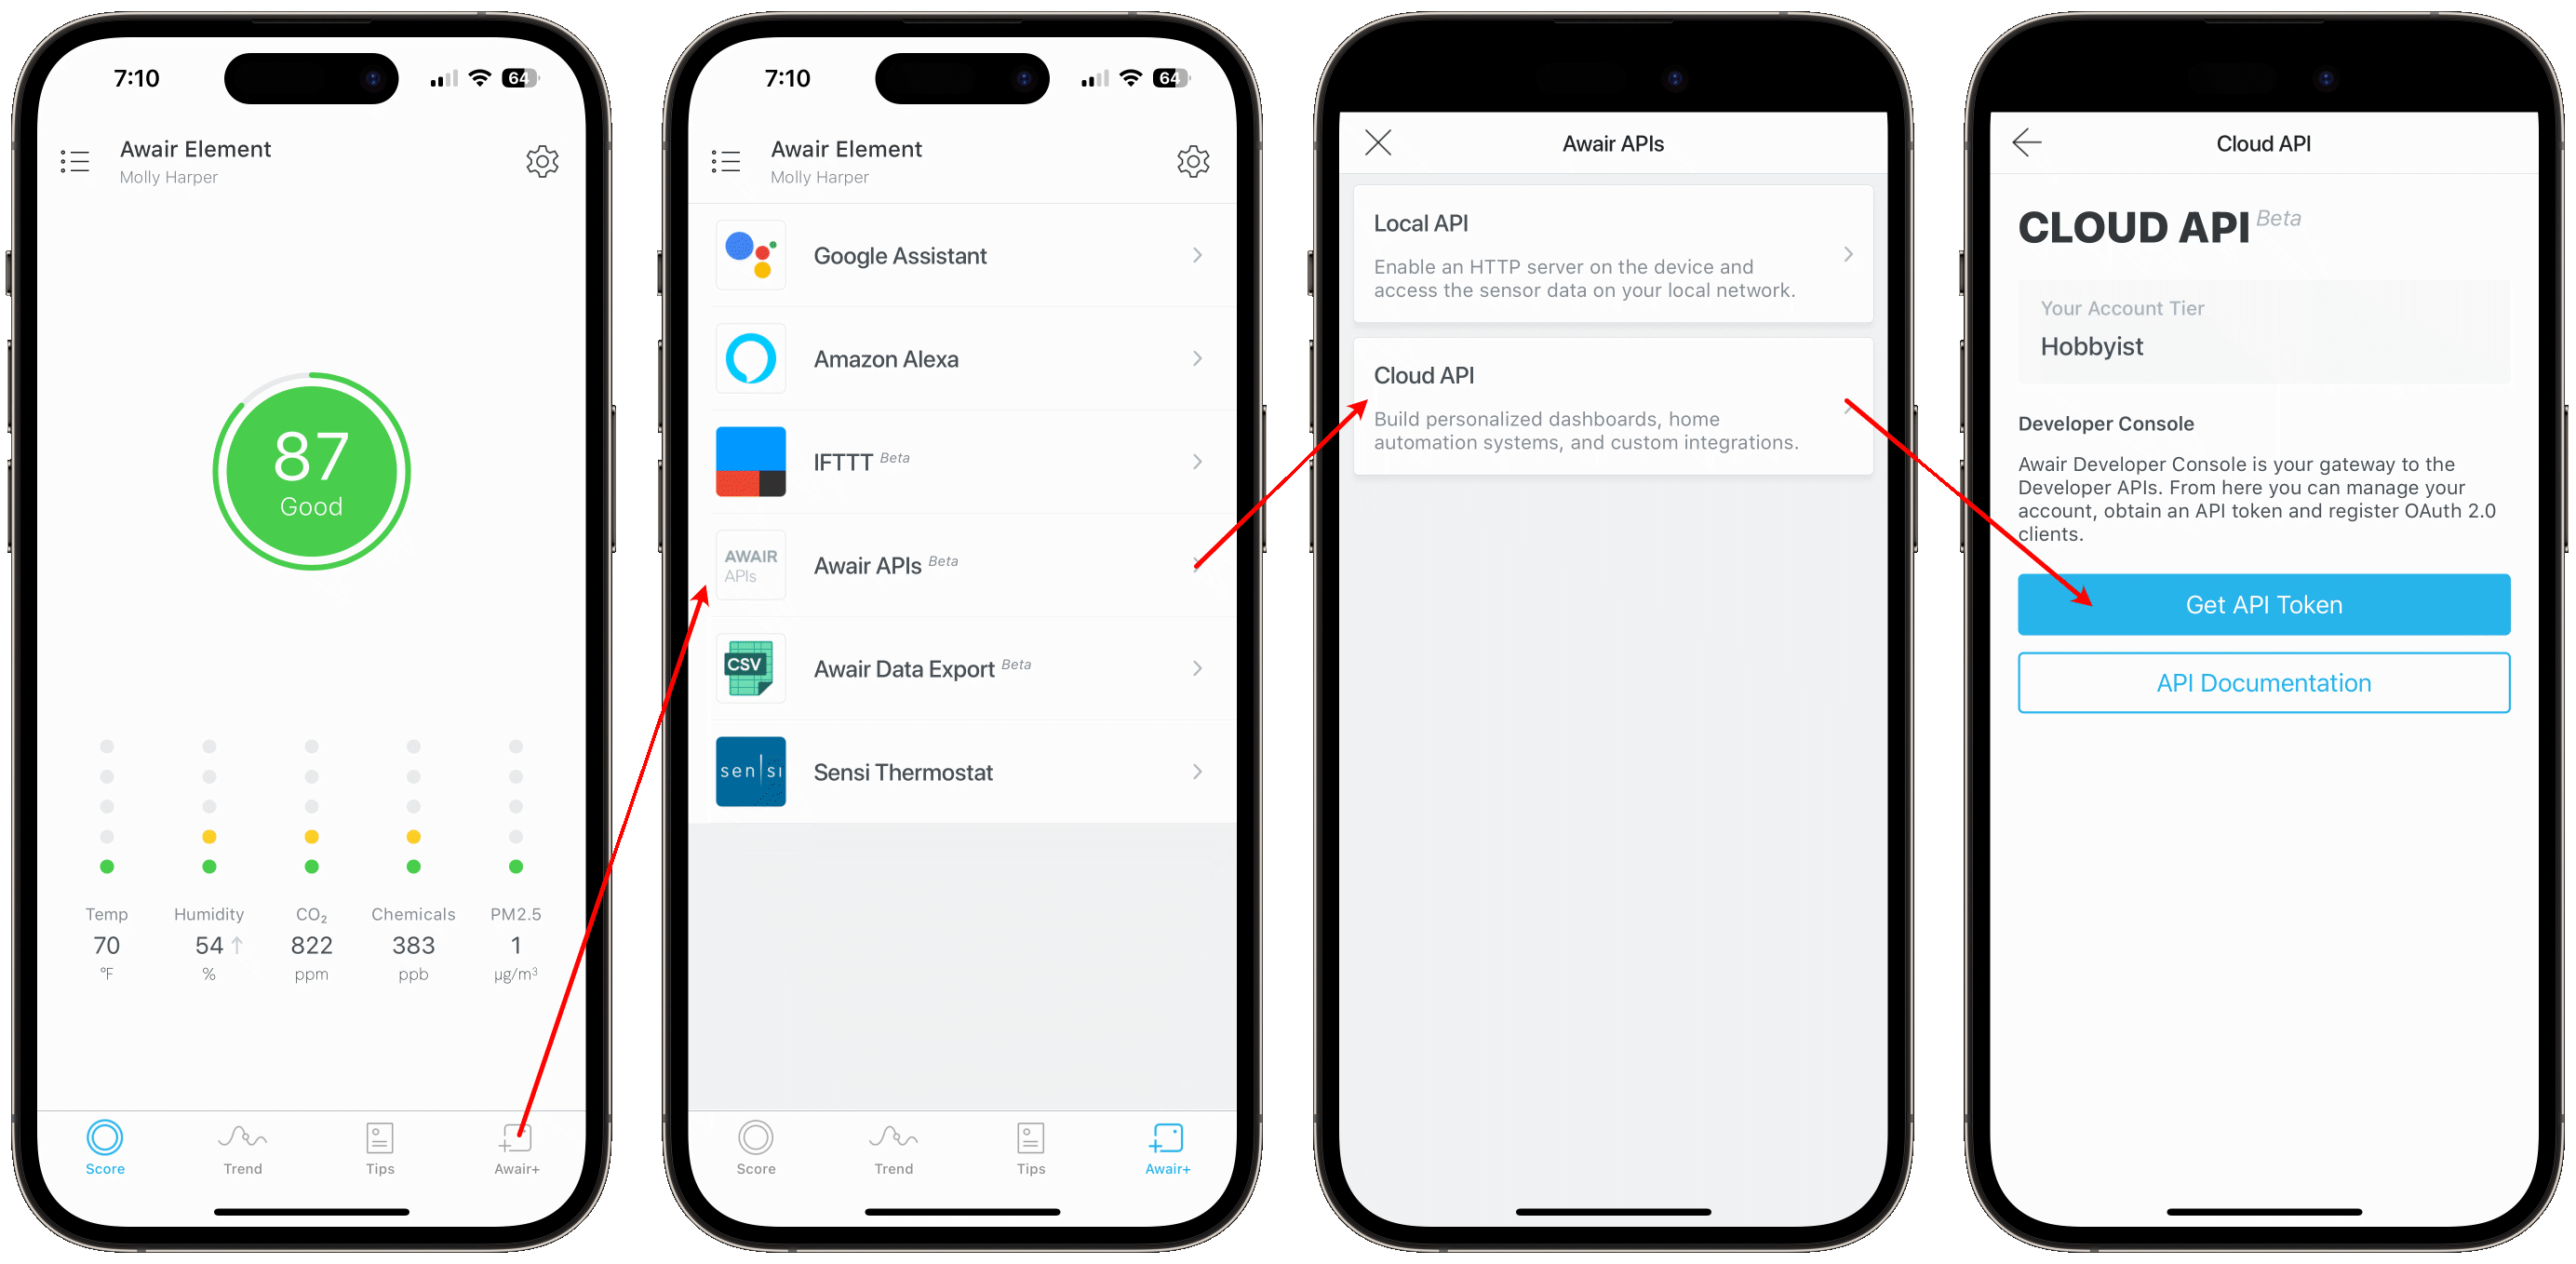 7:10
64
Awair Element
Molly Harper
87
Good
Temp
Humidity
CO₂
Chemicals
PM2.5
70
54 ↑
822
383
1
°F
%
ppm
ppb
µg/m³
Score
Trend
Tips
Awair+
7:10
64
Awair Element
Molly Harper
Google Assistant
Amazon Alexa
IFTTT Beta
AWAIR
APIs
Awair APIs Beta
CSV
Awair Data Export Beta
sen|si
Sensi Thermostat
Score
Trend
Tips
Awair+
Awair APIs
Local API
Enable an HTTP server on the device and
access the sensor data on your local network.
Cloud API
Build personalized dashboards, home
automation systems, and custom integrations.
Cloud API
CLOUD API Beta
Your Account Tier
Hobbyist
Developer Console
Awair Developer Console is your gateway to the
Developer APIs. From here you can manage your
account, obtain an API token and register OAuth 2.0
clients.
Get API Token
API Documentation